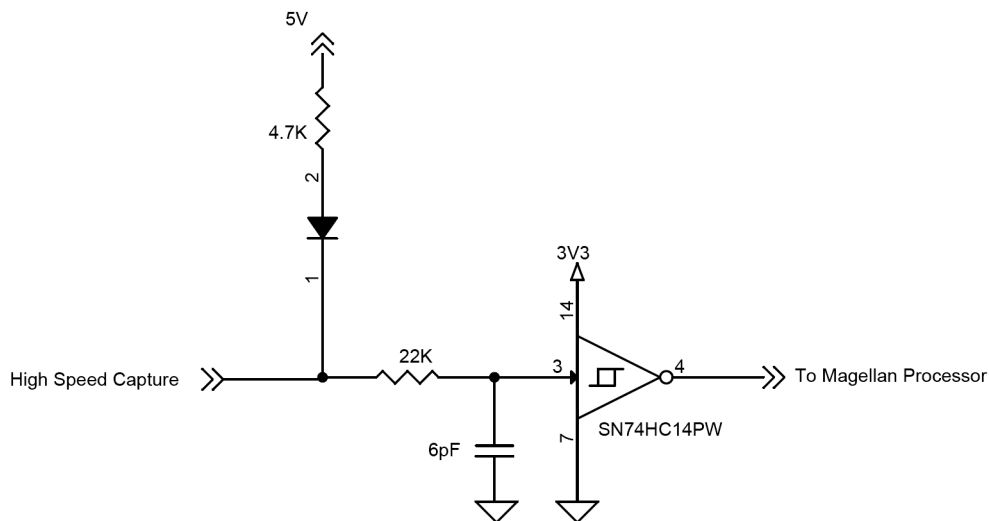 5V
4.7K
2
1
3V3
14
High Speed Capture
22K
3
4
To Magellan Processor
7
SN74HC14PW
6pF